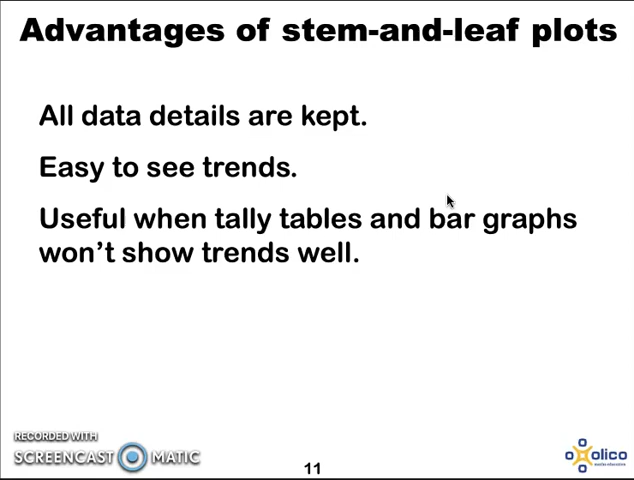 Advantages of stem-and-leaf plots
All data details are kept.
Easy to see trends.
Useful when tally tables and bar graphs
won't show trends well.
RECORDED WITH
SCREENCAST MATIC
11
olico